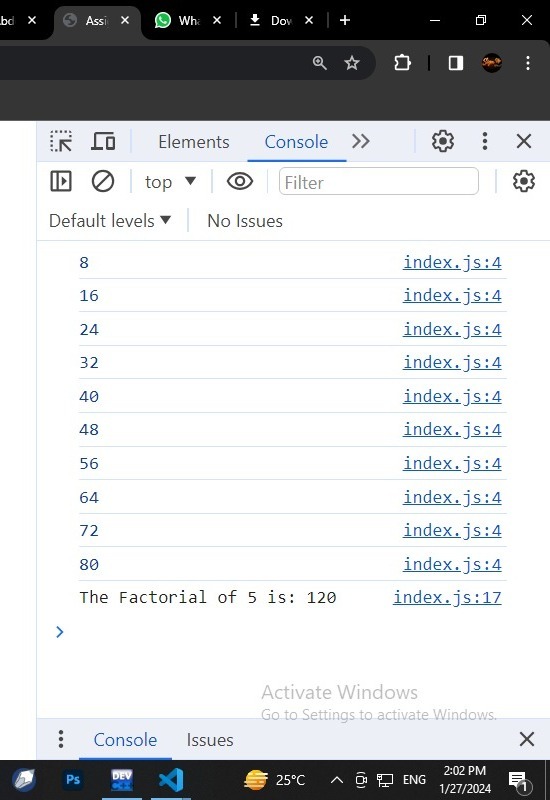 bd
Assi
Wha
Dov
Elements Console
top Filter
Default levels No Issues
8 index.js:4
16 index.js:4
24 index.js:4
32 index.js:4
40 index.js:4
48 index.js:4
56 index.js:4
64 index.js:4
72 index.js:4
80 index.js:4
The Factorial of 5 is: 120 index.js:17
Activate Windows
Go to Settings to activate Windows.
Console Issues
Ps DEV 25°C ENG 2:02 PM
1/27/2024
1